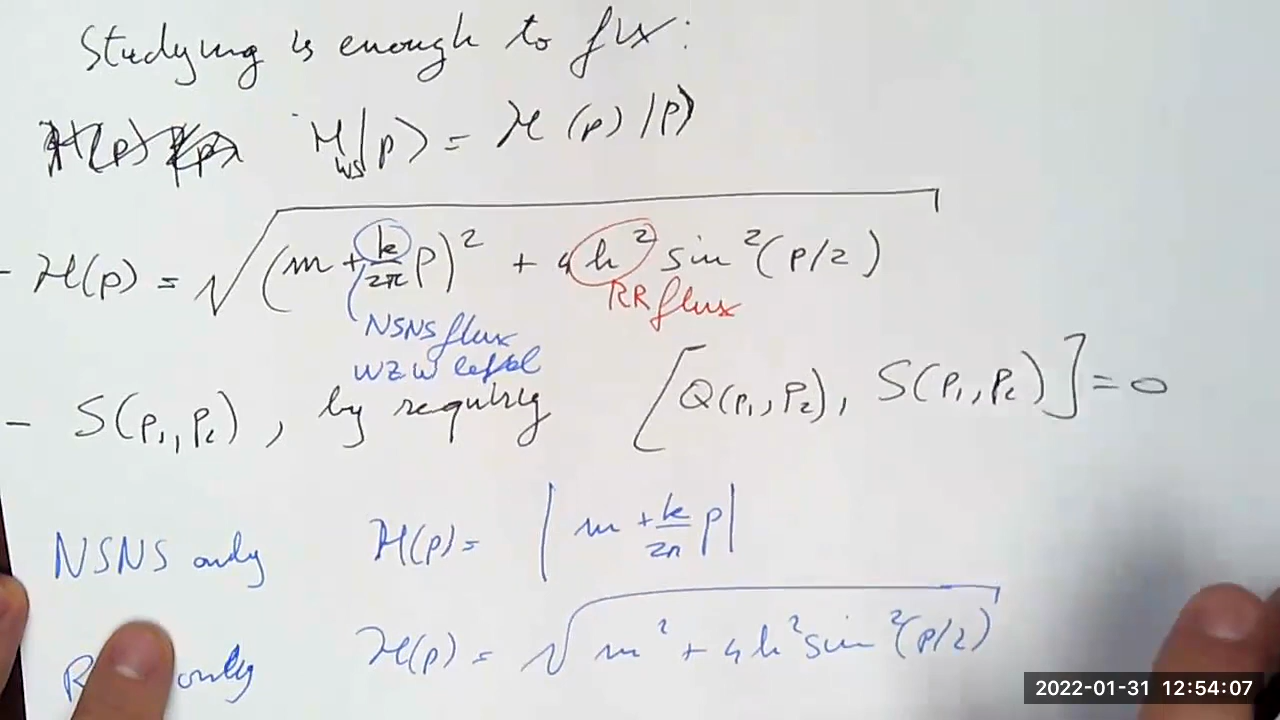 Studying is enough to fix:
H_ws|p⟩ = H(p)|p⟩
- H(p) = √((m + k/2π p)² + 4h² sin²(p/2))
NSNS flux RR flux
WZW level
- S(p₁,p₂), by requiring [Q(p₁,p₂), S(p₁,p₂)] = 0
NSNS only H(p) = |m + k/2π p|
only H(p) = √(m² + 4h² sin²(p/2))
2022-01-31 12:54:07